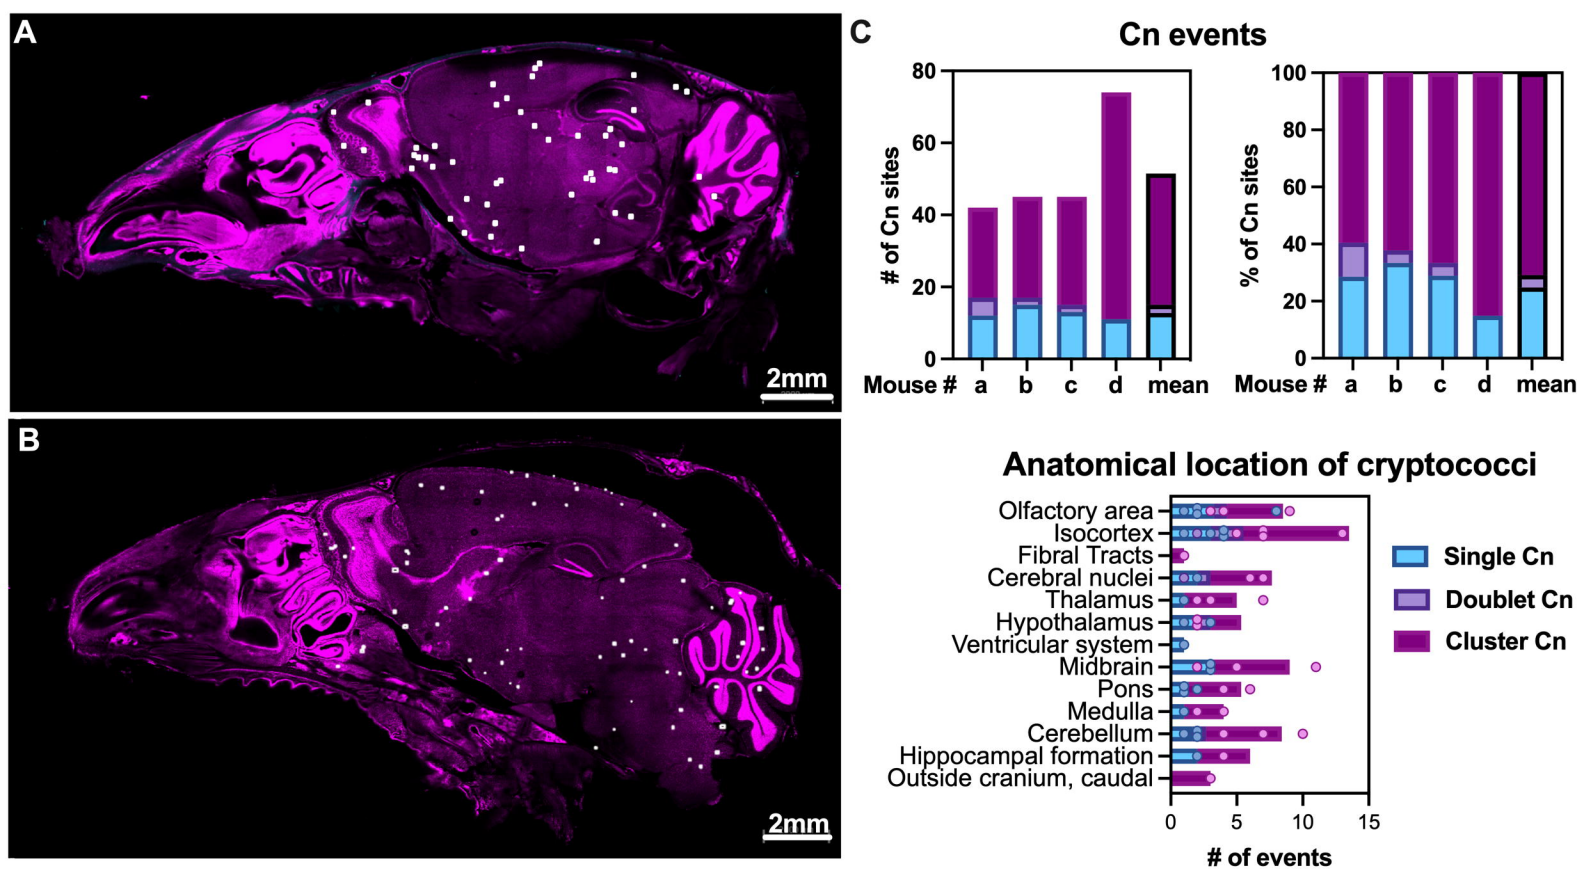 A
2mm
B
2mm
C
Cn events
# of Cn sites
80
60
40
20
0
Mouse # a b c d mean
% of Cn sites
100
80
60
40
20
0
Mouse # a b c d mean
Anatomical location of cryptococci
Olfactory area
Isocortex
Fibral Tracts
Cerebral nuclei
Thalamus
Hypothalamus
Ventricular system
Midbrain
Pons
Medulla
Cerebellum
Hippocampal formation
Outside cranium, caudal
0 5 10 15
# of events
Single Cn
Doublet Cn
Cluster Cn